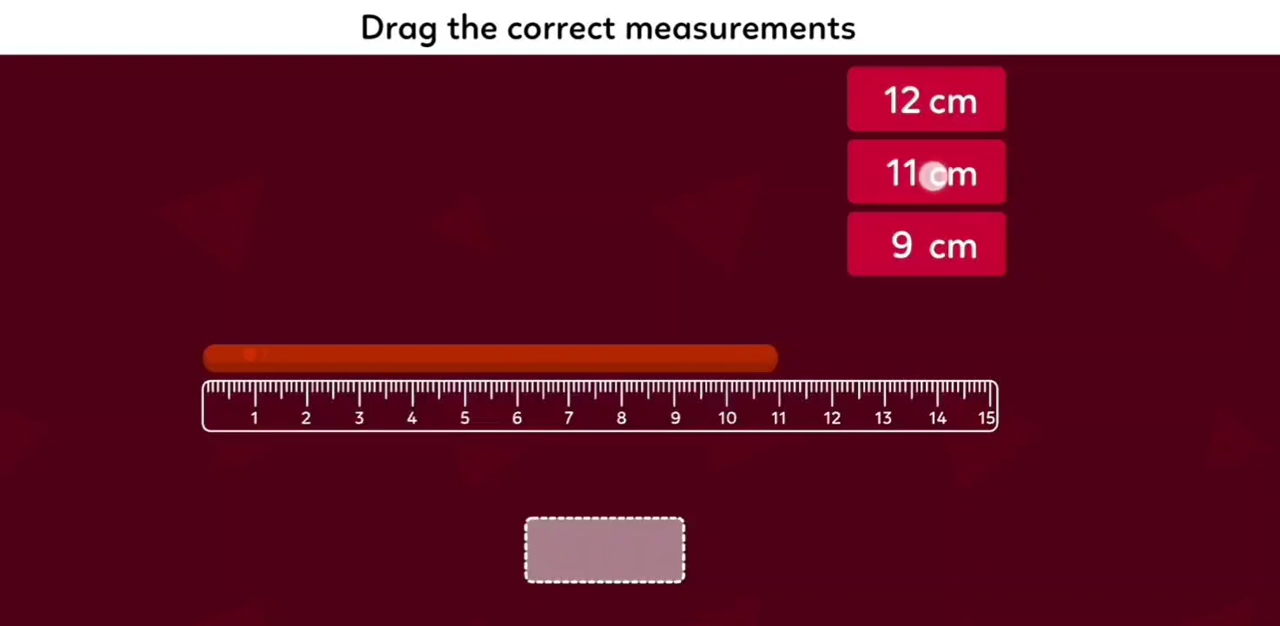 Drag the correct measurements
12 cm
11 cm
9 cm
1 2 3 4 5 6 7 8 9 10 11 12 13 14 15